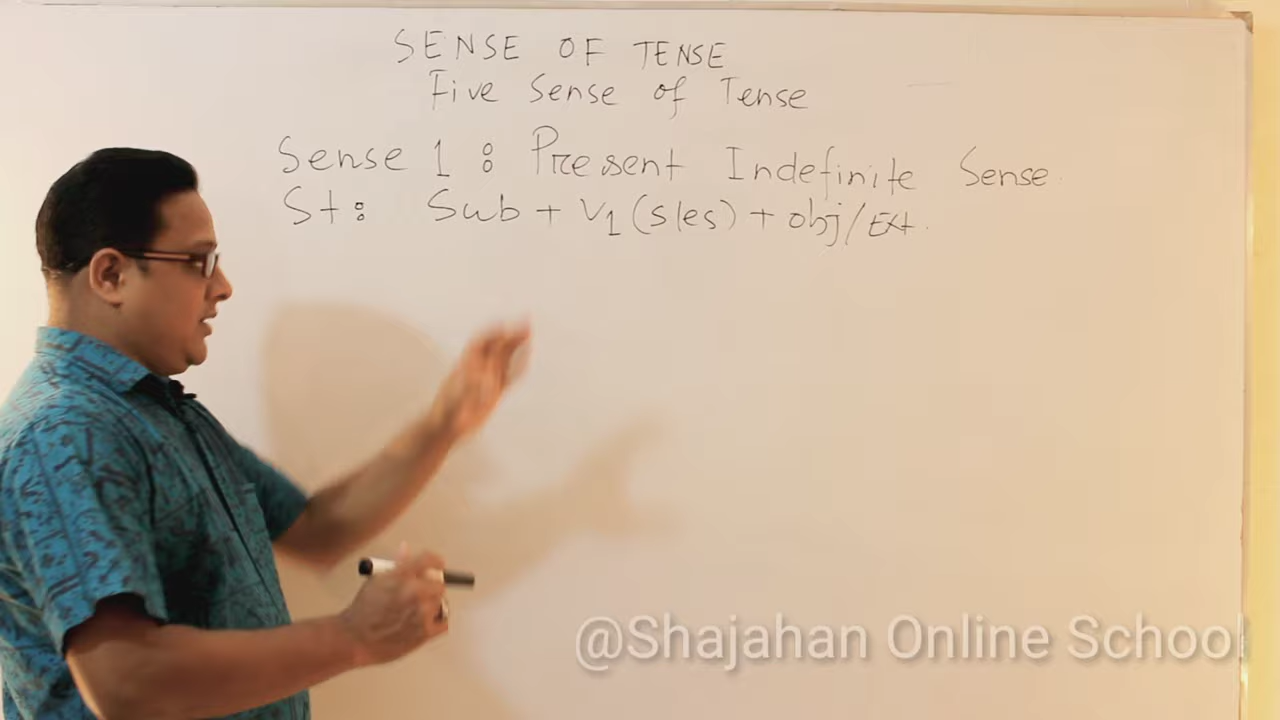 SENSE OF TENSE
Five Sense of Tense
Sense 1 : Present Indefinite Sense.
St: Sub + V1 (s/es) + obj/Ext.
@Shajahan Online School